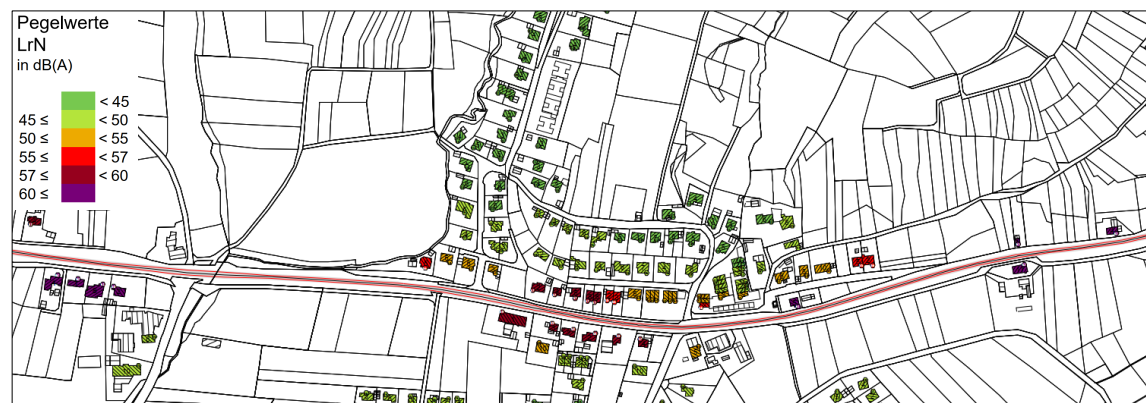 Pegelwerte
LrN
in dB(A)
< 45
45 ≤ < 50
50 ≤ < 55
55 ≤ < 57
57 ≤ < 60
60 ≤